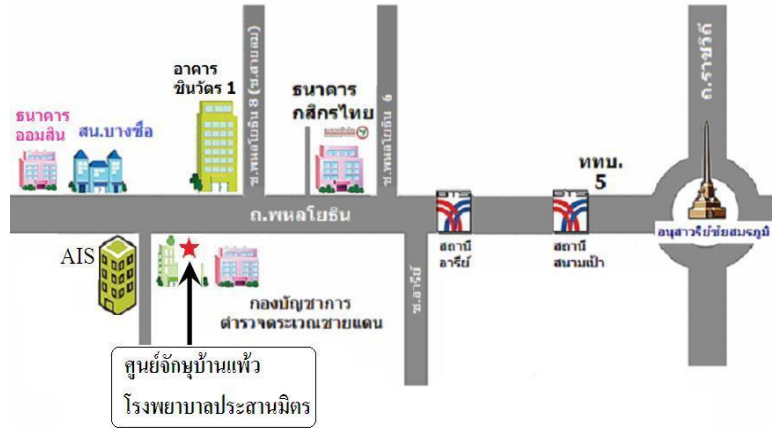 ธนาคาร
ออมสิน
สน.บางซื่อ
อาคาร
ชินวัตร 1
ซ.พหลโยธิน 8 (ซ.สายลม)
ธนาคาร
กสิกรไทย
ซ.พหลโยธิน 6
ททบ.
5
ถ.ราชวิถี
ถ.พหลโยธิน
BTS
BTS
อนุสาวรีย์ชัยสมรภูมิ
AIS
สถานี
อารีย์
สถานี
สนามเป้า
กองบัญชาการ
ตำรวจตระเวนชายแดน
ซ.อารีย์
ศูนย์จักษุบ้านแพ้ว
โรงพยาบาลประสานมิตร